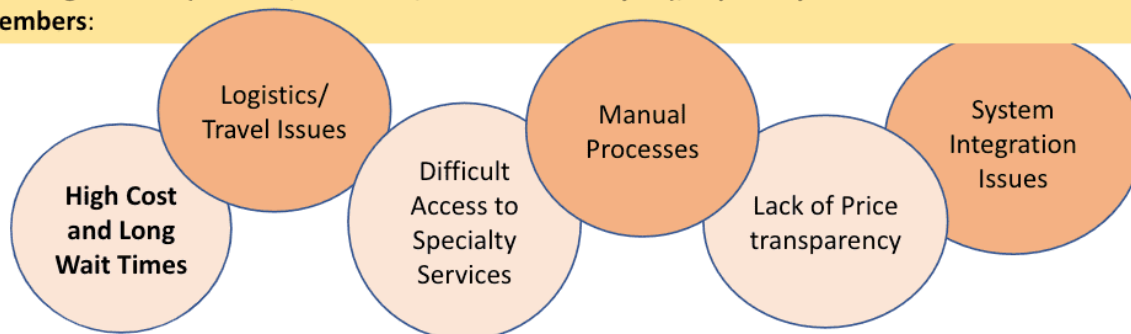 embers:
High Cost
and Long
Wait Times
Logistics/
Travel Issues
Difficult
Access to
Specialty
Services
Manual
Processes
Lack of Price
transparency
System
Integration
Issues